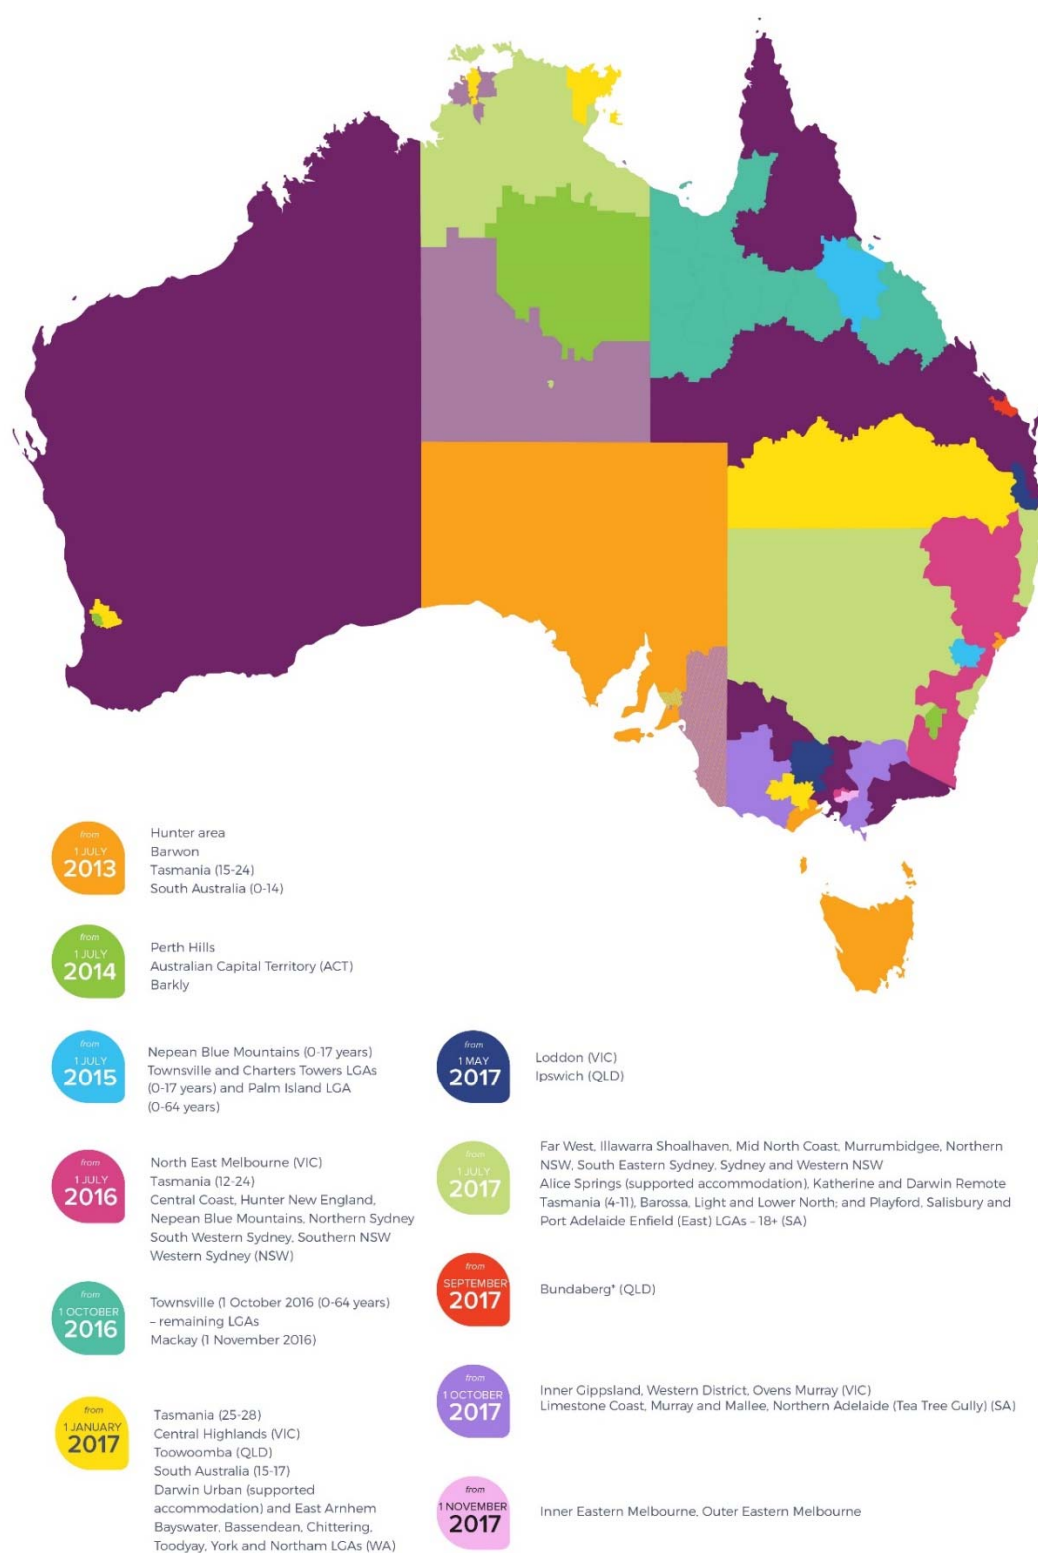 from
1 JULY
2013
Hunter area
Barwon
Tasmania (15-24)
South Australia (0-14)
from
1 JULY
2014
Perth Hills
Australian Capital Territory (ACT)
Barkly
from
1 JULY
2015
Nepean Blue Mountains (0-17 years)
Townsville and Charters Towers LGAs
(0-17 years) and Palm Island LGA
(0-64 years)
from
1 JULY
2016
North East Melbourne (VIC)
Tasmania (12-24)
Central Coast, Hunter New England,
Nepean Blue Mountains, Northern Sydney
South Western Sydney, Southern NSW
Western Sydney (NSW)
from
1 OCTOBER
2016
Townsville (1 October 2016 (0-64 years)
– remaining LGAs
Mackay (1 November 2016)
from
1 JANUARY
2017
Tasmania (25-28)
Central Highlands (VIC)
Toowoomba (QLD)
South Australia (15-17)
Darwin Urban (supported
accommodation) and East Arnhem
Bayswater, Bassendean, Chittering,
Toodyay, York and Northam LGAs (WA)
from
1 MAY
2017
Loddon (VIC)
Ipswich (QLD)
from
1 JULY
2017
Far West, Illawarra Shoalhaven, Mid North Coast, Murrumbidgee, Northern
NSW, South Eastern Sydney, Sydney and Western NSW
Alice Springs (supported accommodation), Katherine and Darwin Remote
Tasmania (4-11), Barossa, Light and Lower North; and Playford, Salisbury and
Port Adelaide Enfield (East) LGAs – 18+ (SA)
from
SEPTEMBER
2017
Bundaberg* (QLD)
from
1 OCTOBER
2017
Inner Gippsland, Western District, Ovens Murray (VIC)
Limestone Coast, Murray and Mallee, Northern Adelaide (Tea Tree Gully) (SA)
from
1 NOVEMBER
2017
Inner Eastern Melbourne, Outer Eastern Melbourne